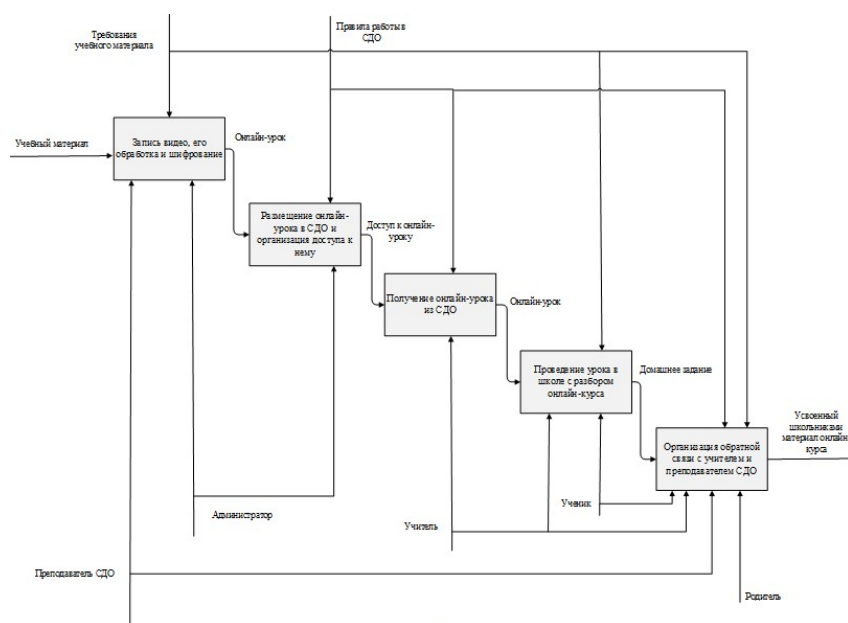 Требования
учебного материала
Правила работы в
СДО
Учебный материал
Запись видео, его
обработка и шифрование
Онлайн-урок
Размещение онлайн-
урока в СДО и
организация доступа к
нему
Доступ к онлайн-
уроку
Получение онлайн-урока
из СДО
Онлайн-урок
Проведение урока в
школе с разбором
онлайн-курса
Домашнее задание
Организация обратной
связи с учителем и
преподавателем СДО
Усвоенный
школьниками
материал онлайн
курса
Администратор
Учитель
Ученик
Преподаватель СДО
Родитель